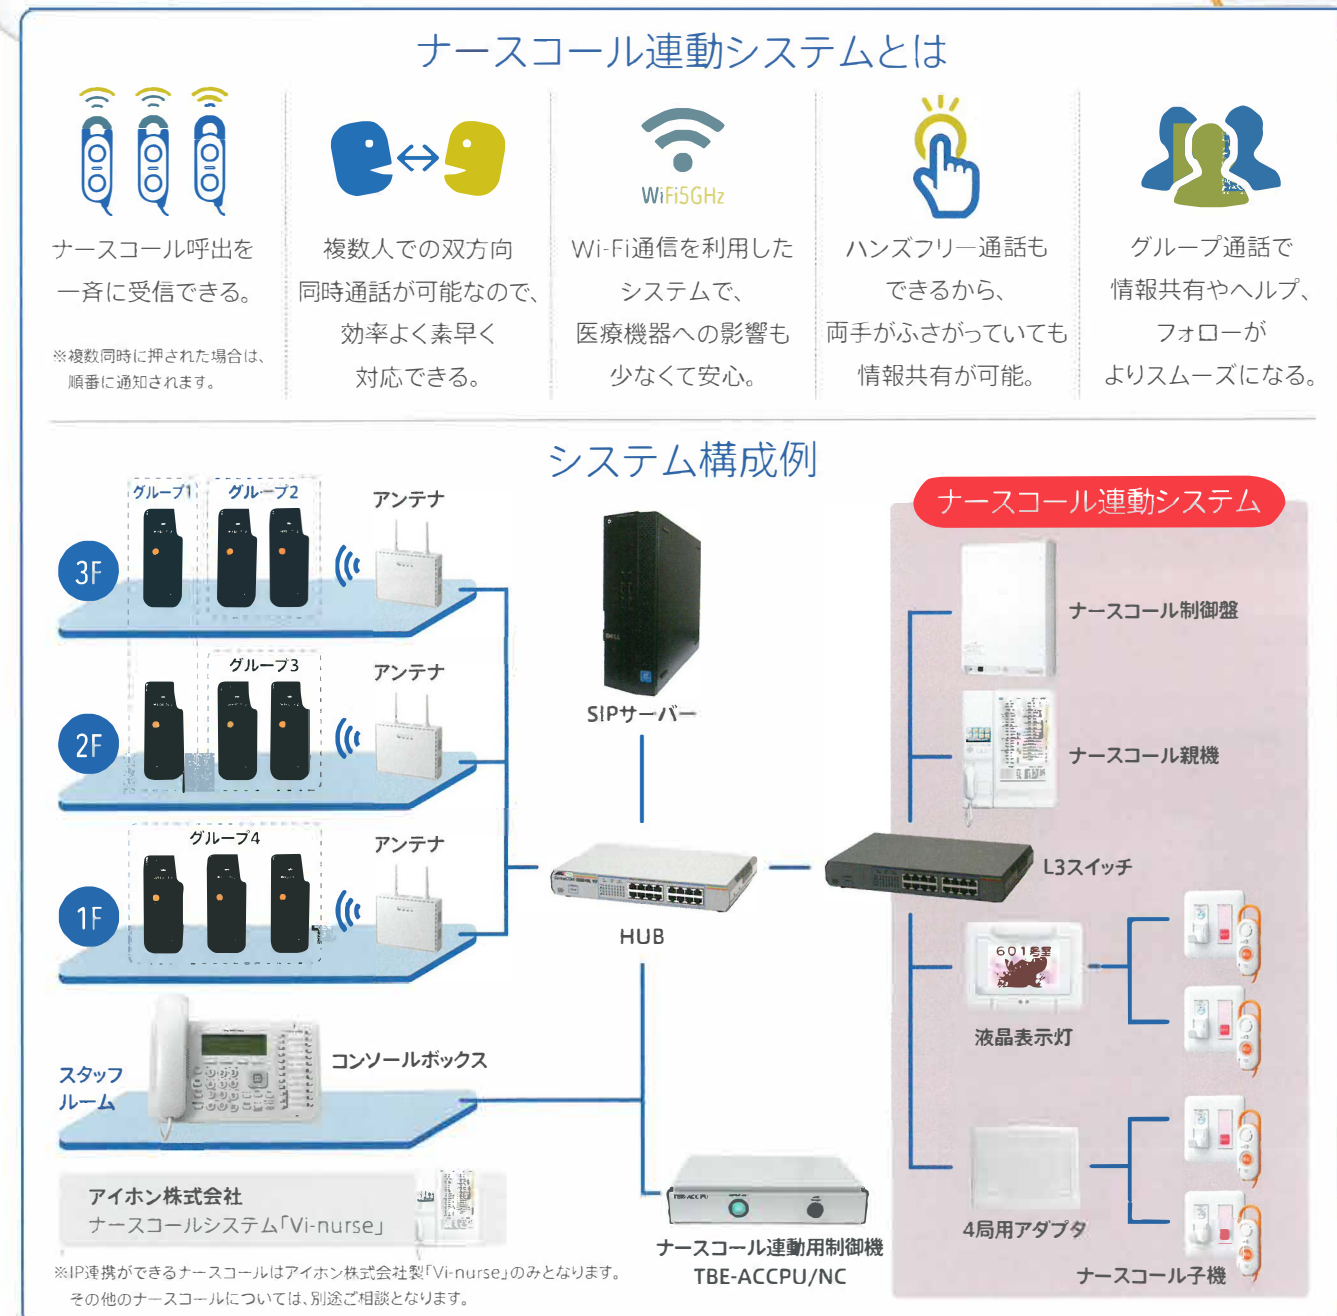 ナースコール連動システムとは
WiFi5GHz
ナースコール呼出を
一斉に受信できる。
※複数同時に押された場合は、
順番に通知されます。
複数人での双方向
同時通話が可能なので、
効率よく素早く
対応できる。
Wi-Fi通信を利用した
システムで、
医療機器への影響も
少なくて安心。
ハンズフリー通話も
できるから、
両手がふさがっていても
情報共有が可能。
グループ通話で
情報共有やヘルプ、
フォローが
よりスムーズになる。
システム構成例
グループ1
グループ2
アンテナ
3F
グループ3
アンテナ
2F
グループ4
アンテナ
1F
スタッフ
ルーム
コンソールボックス
アイホン株式会社
ナースコールシステム「Vi-nurse」
※IP連携ができるナースコールはアイホン株式会社製「Vi-nurse」のみとなります。
その他のナースコールについては、別途ご相談となります。
DELL
SIPサーバー
HUB
TBE-ACCPU
ナースコール連動用制御機
TBE-ACCPU/NC
ナースコール連動システム
ナースコール制御盤
ナースコール親機
L3スイッチ
601号室
液晶表示灯
4局用アダプタ
ナースコール子機